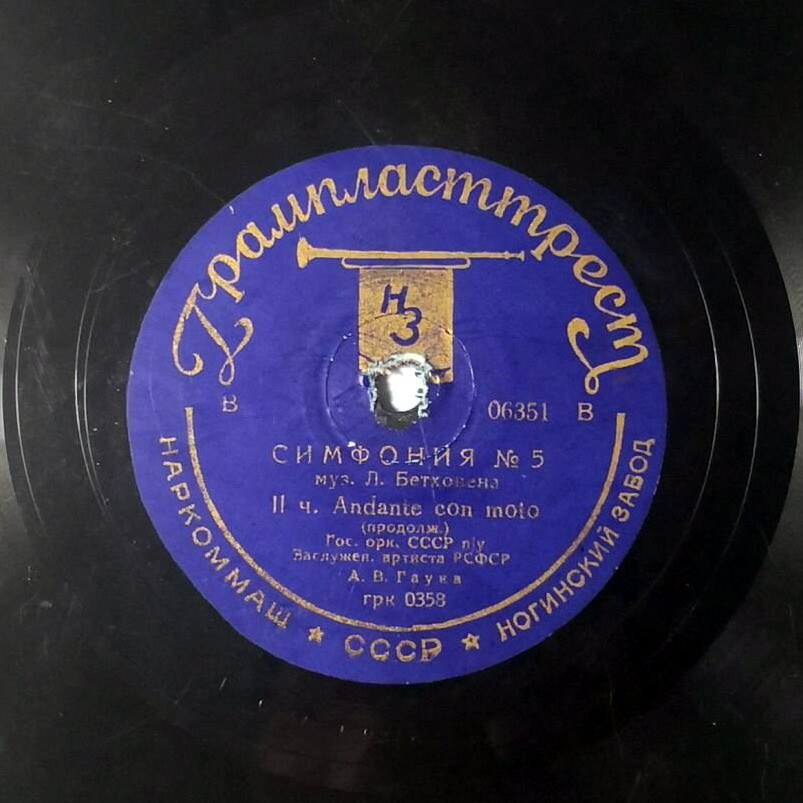 Грампласттрест
НЗ
В 06351 В
СИМФОНИЯ № 5
муз. Л. Бетховена
II ч. Andante con moto
(продолж.)
Гос. орк. СССР п/у
Заслужен. артиста РСФСР
А. В. Гаука
грк 0358
НАРКОММАШ ★ СССР ★ НОГИНСКИЙ ЗАВОД